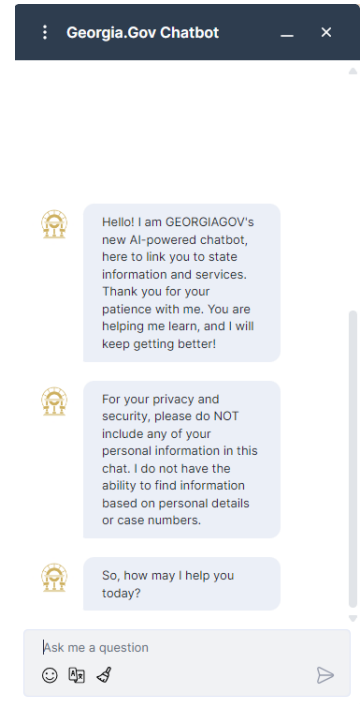 Georgia.Gov Chatbot
Hello! I am GEORGIAGOV's
new AI-powered chatbot,
here to link you to state
information and services.
Thank you for your
patience with me. You are
helping me learn, and I will
keep getting better!
For your privacy and
security, please do NOT
include any of your
personal information in this
chat. I do not have the
ability to find information
based on personal details
or case numbers.
So, how may I help you
today?
Ask me a question